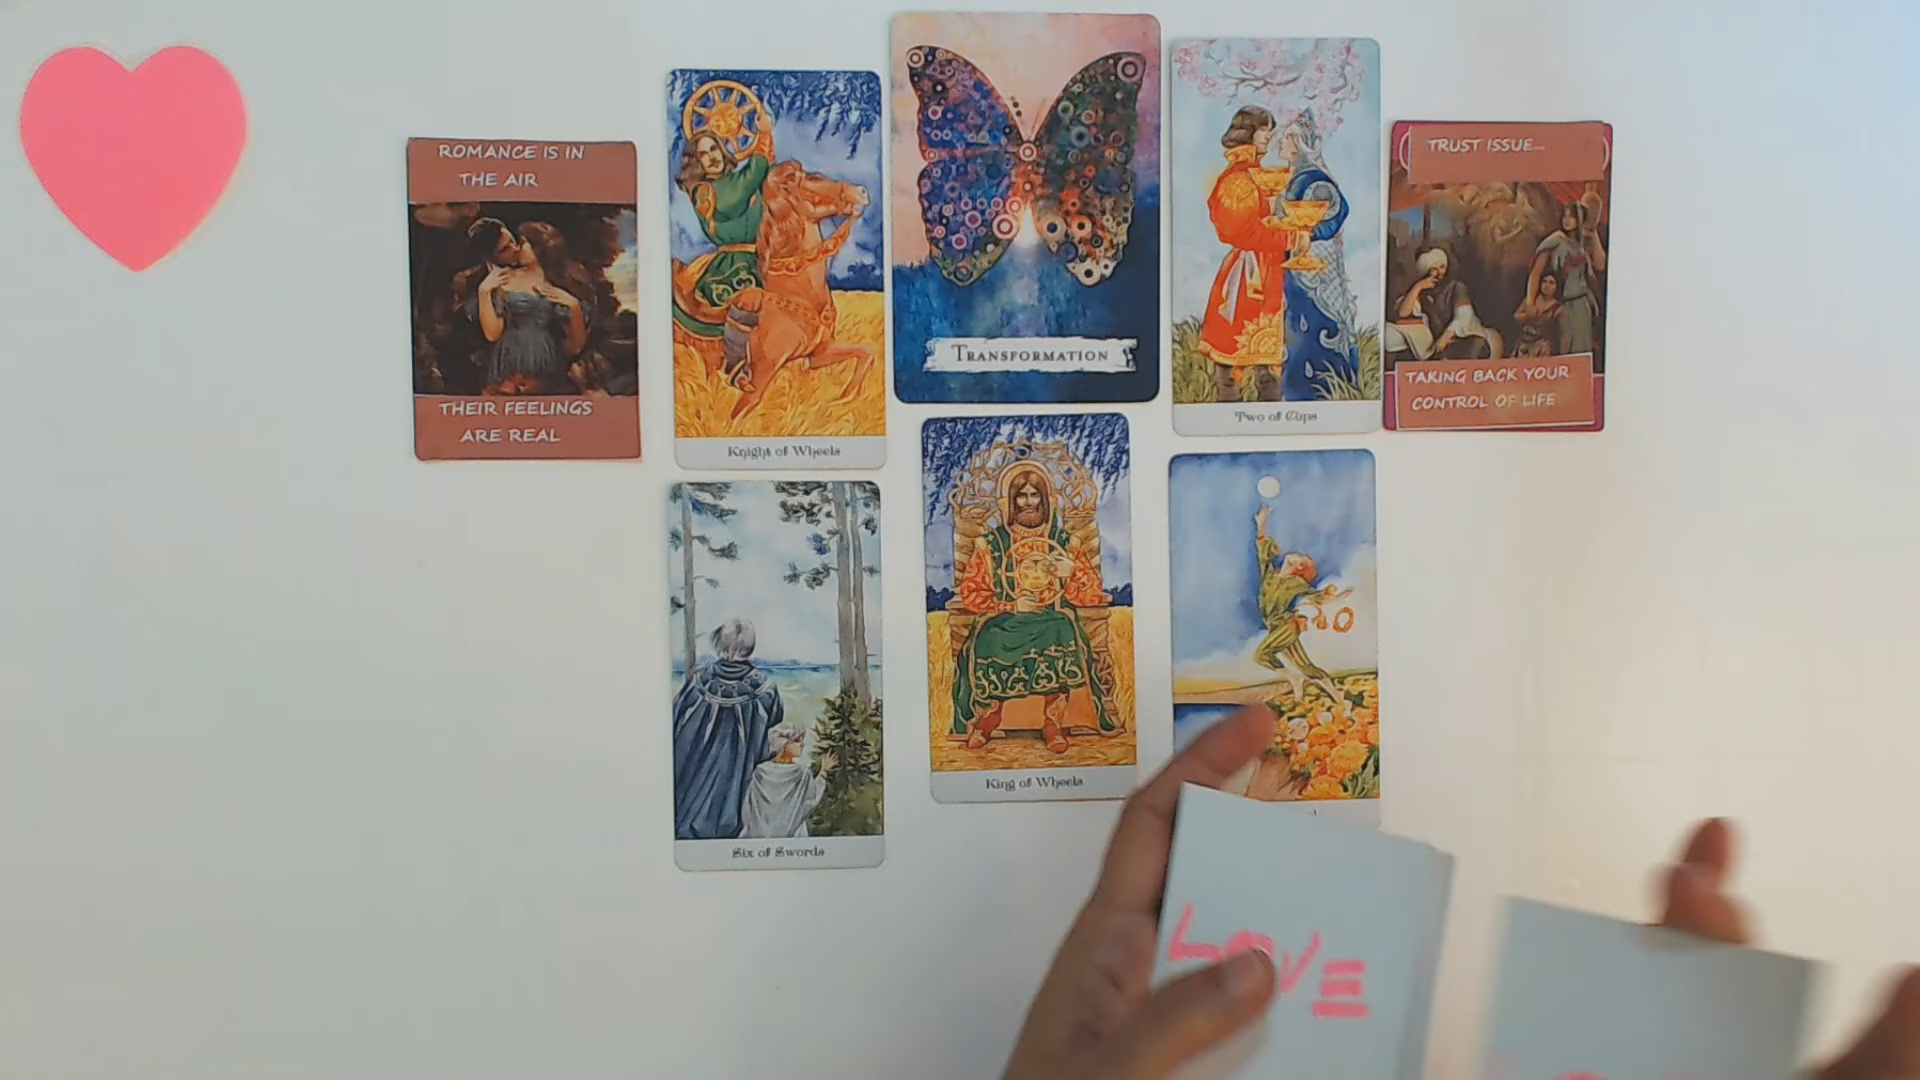 ROMANCE IS IN
THE AIR
THEIR FEELINGS
ARE REAL
Knight of Wheels
TRANSFORMATION
Two of Cups
TRUST ISSUE...
TAKING BACK YOUR
CONTROL OF LIFE
Six of Swords
King of Wheels
LOVE